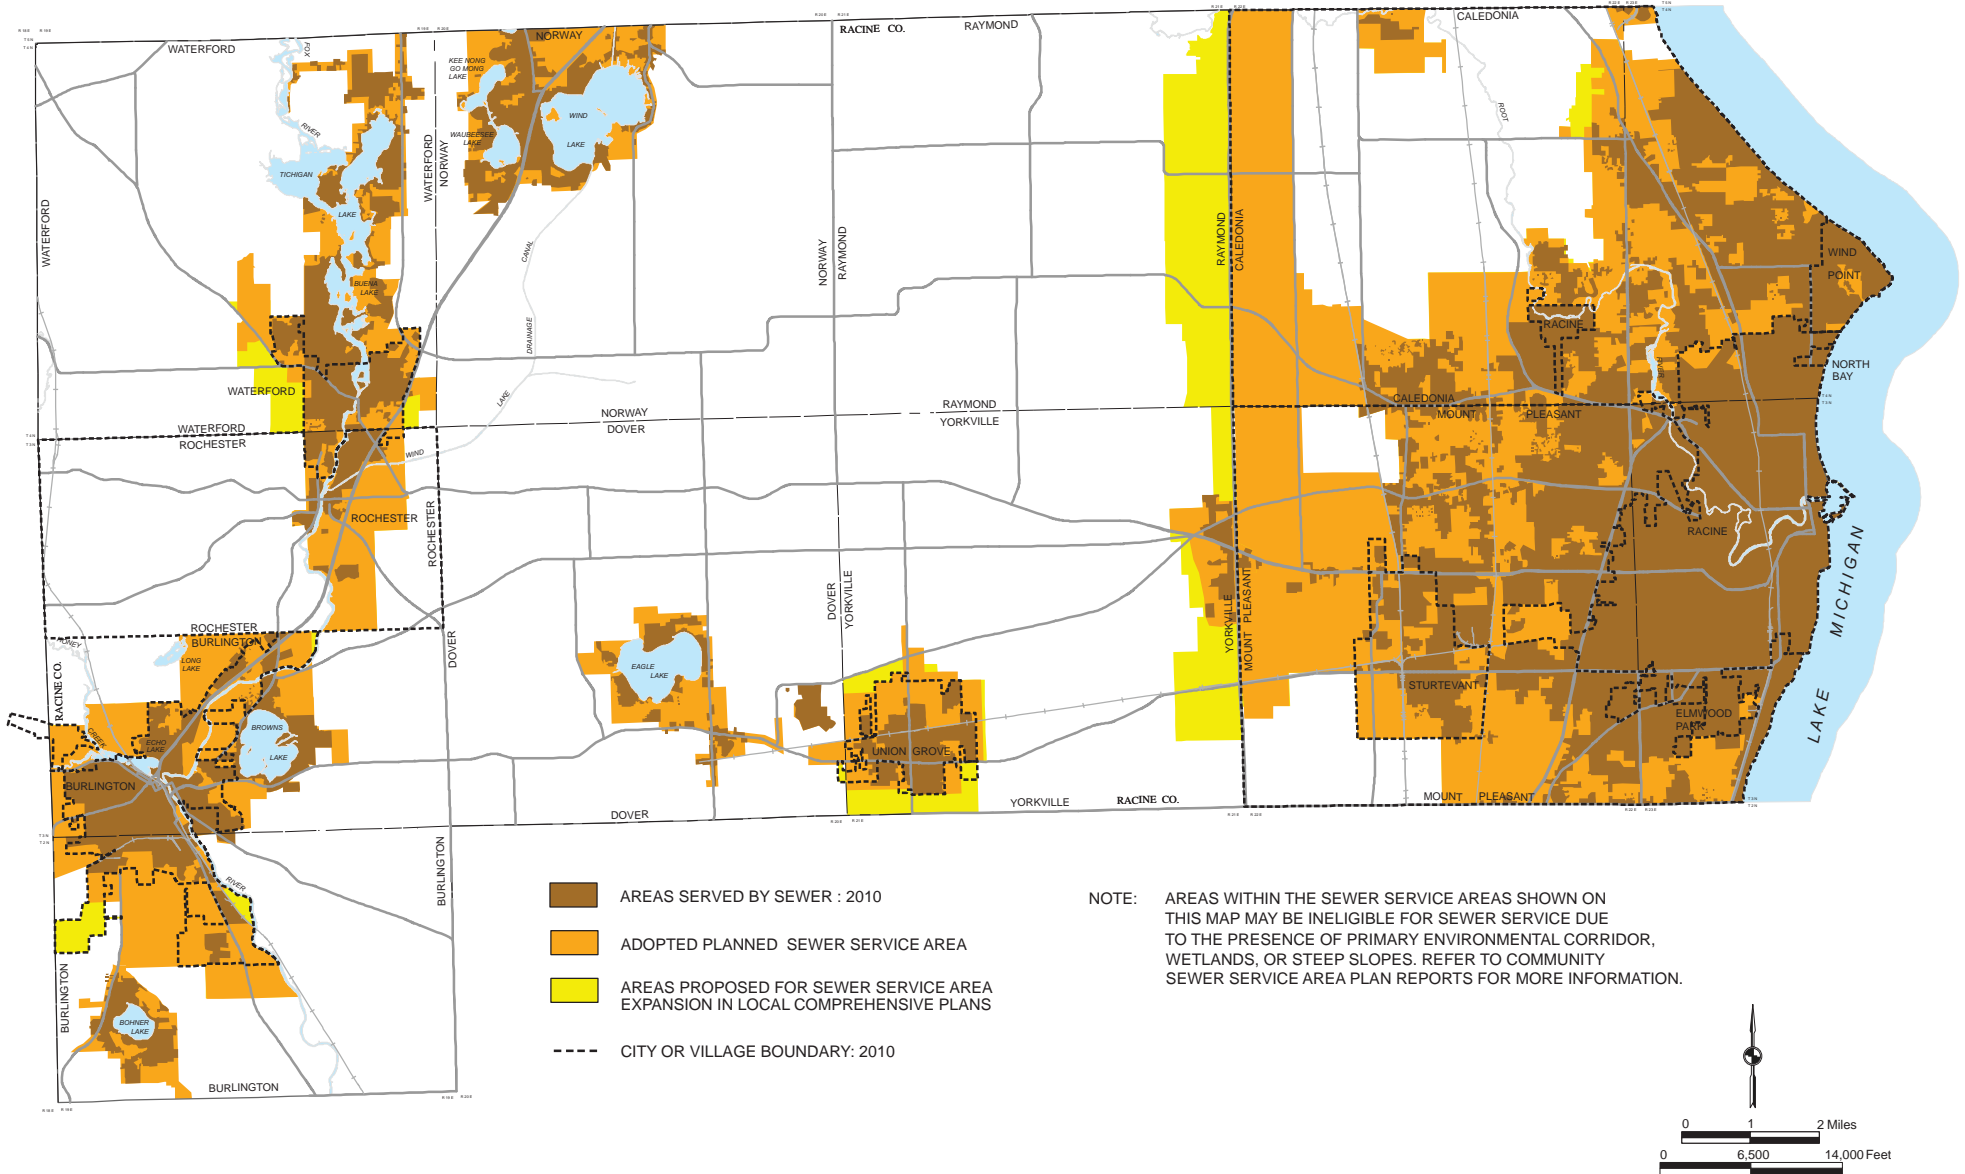 WATERFORD
FOX
RIVER
NORWAY
KEE NONG
GO MONG
LAKE
WAUBEESEE
LAKE
WIND
LAKE
RACINE CO.
RAYMOND
CALEDONIA
ROOT
TICHIGAN
LAKE
WATERFORD
WATERFORD
NORWAY
CANAL
DRAINAGE
LAKE
WIND
NORWAY
RAYMOND
RAYMOND
CALEDONIA
WIND
POINT
BUENA
LAKE
RACINE
RIVER
NORTH
BAY
WATERFORD
WATERFORD
ROCHESTER
NORWAY
DOVER
RAYMOND
YORKVILLE
CALEDONIA
MOUNT PLEASANT
ROCHESTER
ROCHESTER
RACINE
LAKE MICHIGAN
DOVER
YORKVILLE
YORKVILLE
MOUNT PLEASANT
ROCHESTER
BURLINGTON
DOVER
LONG
LAKE
RACINE CO.
CREEK
ECHO
LAKE
BROWNS
LAKE
EAGLE
LAKE
UNION GROVE
STURTEVANT
ELMWOOD
PARK
BURLINGTON
DOVER
YORKVILLE
RACINE CO.
MOUNT PLEASANT
RIVER
BURLINGTON
BURLINGTON
BOHNER
LAKE
BURLINGTON
AREAS SERVED BY SEWER : 2010
ADOPTED PLANNED SEWER SERVICE AREA
AREAS PROPOSED FOR SEWER SERVICE AREA
EXPANSION IN LOCAL COMPREHENSIVE PLANS
CITY OR VILLAGE BOUNDARY: 2010
NOTE: AREAS WITHIN THE SEWER SERVICE AREAS SHOWN ON
THIS MAP MAY BE INELIGIBLE FOR SEWER SERVICE DUE
TO THE PRESENCE OF PRIMARY ENVIRONMENTAL CORRIDOR,
WETLANDS, OR STEEP SLOPES. REFER TO COMMUNITY
SEWER SERVICE AREA PLAN REPORTS FOR MORE INFORMATION.
0 1 2 Miles
0 6,500 14,000 Feet